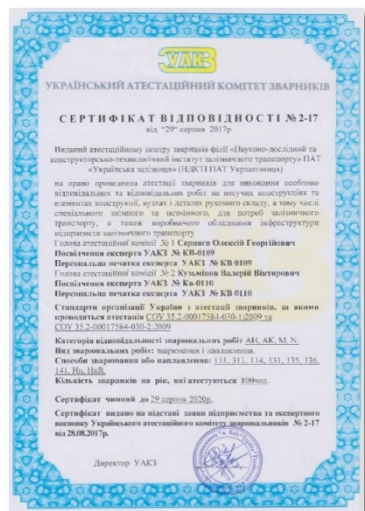 УАКЗ
УКРАЇНСЬКИЙ АТЕСТАЦІЙНИЙ КОМІТЕТ ЗВАРНИКІВ
СЕРТИФІКАТ ВІДПОВІДНОСТІ № 2-17
від "29" серпня 2017р
Виданий атестаційному центру зварників філії «Науково-дослідний та
конструкторсько-технологічний інститут залізничного транспорту» ПАТ
«Українська залізниця» (НДКТІ ПАТ Укрзалізниця)
на право проведення атестації зварників для виконання особливо
відповідальних та відповідальних робіт на несучих конструкціях та
елементах конструкції, вузлах і деталях рухомого складу, в тому числі
спеціального знімного та незнімного, для потреб залізничного
транспорту, а також виробничого обладнання інфраструктури
підприємств залізничного транспорту
Голова атестаційної комісії № 1 Олексій Георгійович
Посвідчення експерта УАКЗ № КВ-0109
Персональна печатка експерта УАКЗ № КВ 0109
Голова атестаційної комісії № 2 Кузьмінов Валерій Вікторович
Посвідчення експерта УАКЗ № Кв-0110
Персональна печатка експерта УАКЗ № КВ 0110
Стандарти організації України з атестації зварників, за якими
проводиться атестація СОУ 35.2-00017584-030-1:2009 та
СОУ 35.2-00017584-030-2:2009
Категорія відповідальності зварувальних робіт: АН, АК, М, N.
Вид зварювальних робіт: зварювання і наплавлення.
Способи зварювання або наплавлення: 111, 311, 114, 131, 135, 136,
141, Нп, НпR.
Кількість зварників на рік, які атестуються 800чол.
Сертифікат чинний до 29 серпня 2020р.
Сертифікат видано на підставі заяви підприємства та експертного
висновку Українського атестаційного комітету зварювальників № 2-17
від 28.08.2017р.
Директор УАКЗ